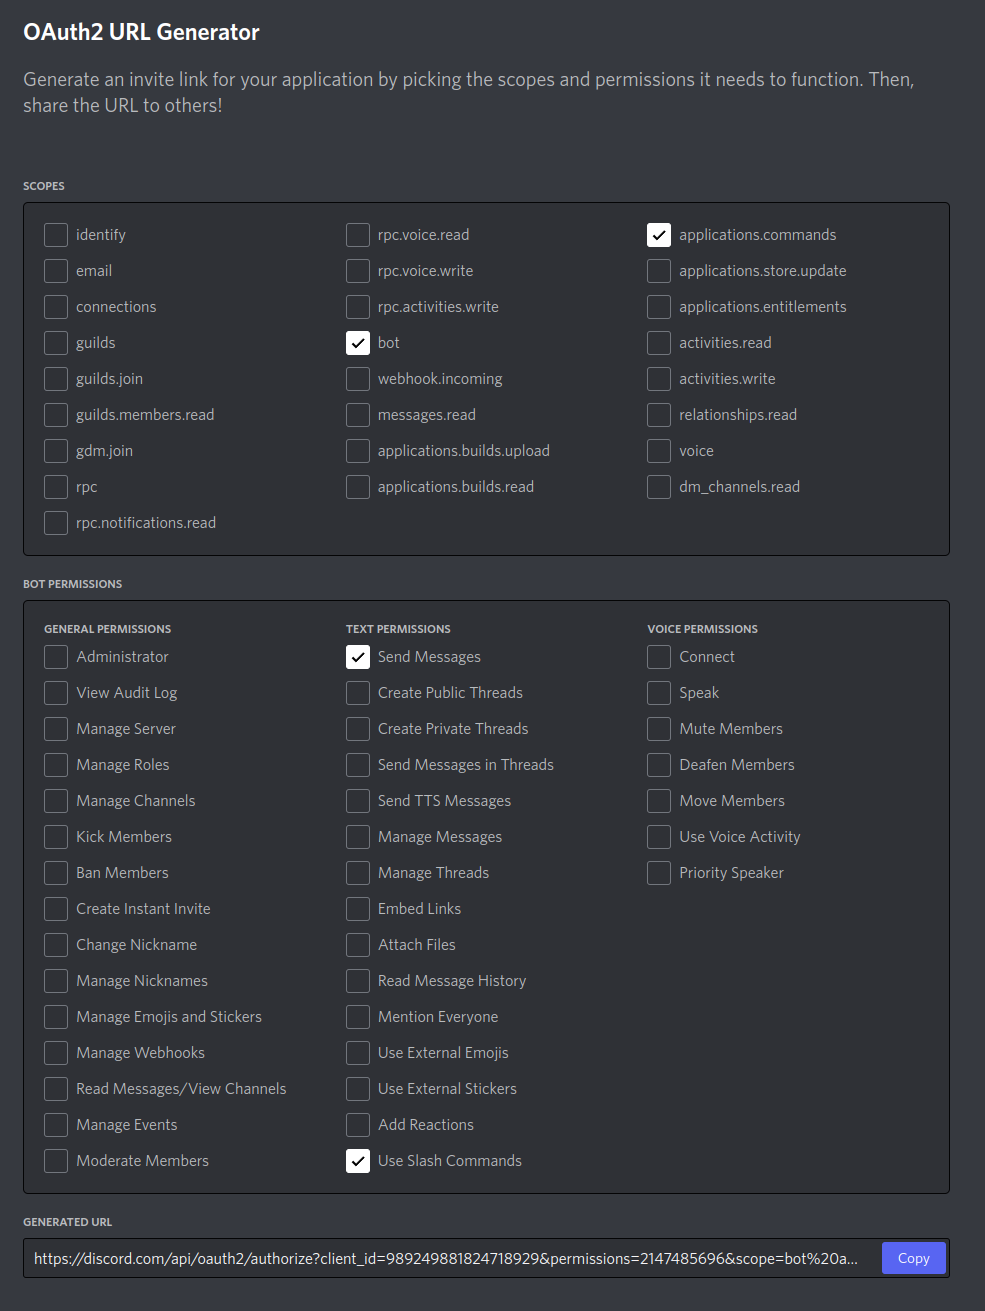 OAuth2 URL Generator
Generate an invite link for your application by picking the scopes and permissions it needs to function. Then,
share the URL to others!
SCOPES
identify
email
connections
guilds
guilds.join
guilds.members.read
gdm.join
rpc
rpc.notifications.read
rpc.voice.read
rpc.voice.write
rpc.activities.write
bot
webhook.incoming
messages.read
applications.builds.upload
applications.builds.read
applications.commands
applications.store.update
applications.entitlements
activities.read
activities.write
relationships.read
voice
dm_channels.read
BOT PERMISSIONS
GENERAL PERMISSIONS
Administrator
View Audit Log
Manage Server
Manage Roles
Manage Channels
Kick Members
Ban Members
Create Instant Invite
Change Nickname
Manage Nicknames
Manage Emojis and Stickers
Manage Webhooks
Read Messages/View Channels
Manage Events
Moderate Members
TEXT PERMISSIONS
Send Messages
Create Public Threads
Create Private Threads
Send Messages in Threads
Send TTS Messages
Manage Messages
Manage Threads
Embed Links
Attach Files
Read Message History
Mention Everyone
Use External Emojis
Use External Stickers
Add Reactions
Use Slash Commands
VOICE PERMISSIONS
Connect
Speak
Mute Members
Deafen Members
Move Members
Use Voice Activity
Priority Speaker
GENERATED URL
https://discord.com/api/oauth2/authorize?client_id=989249881824718929&permissions=2147485696&scope=bot%20a...
Copy